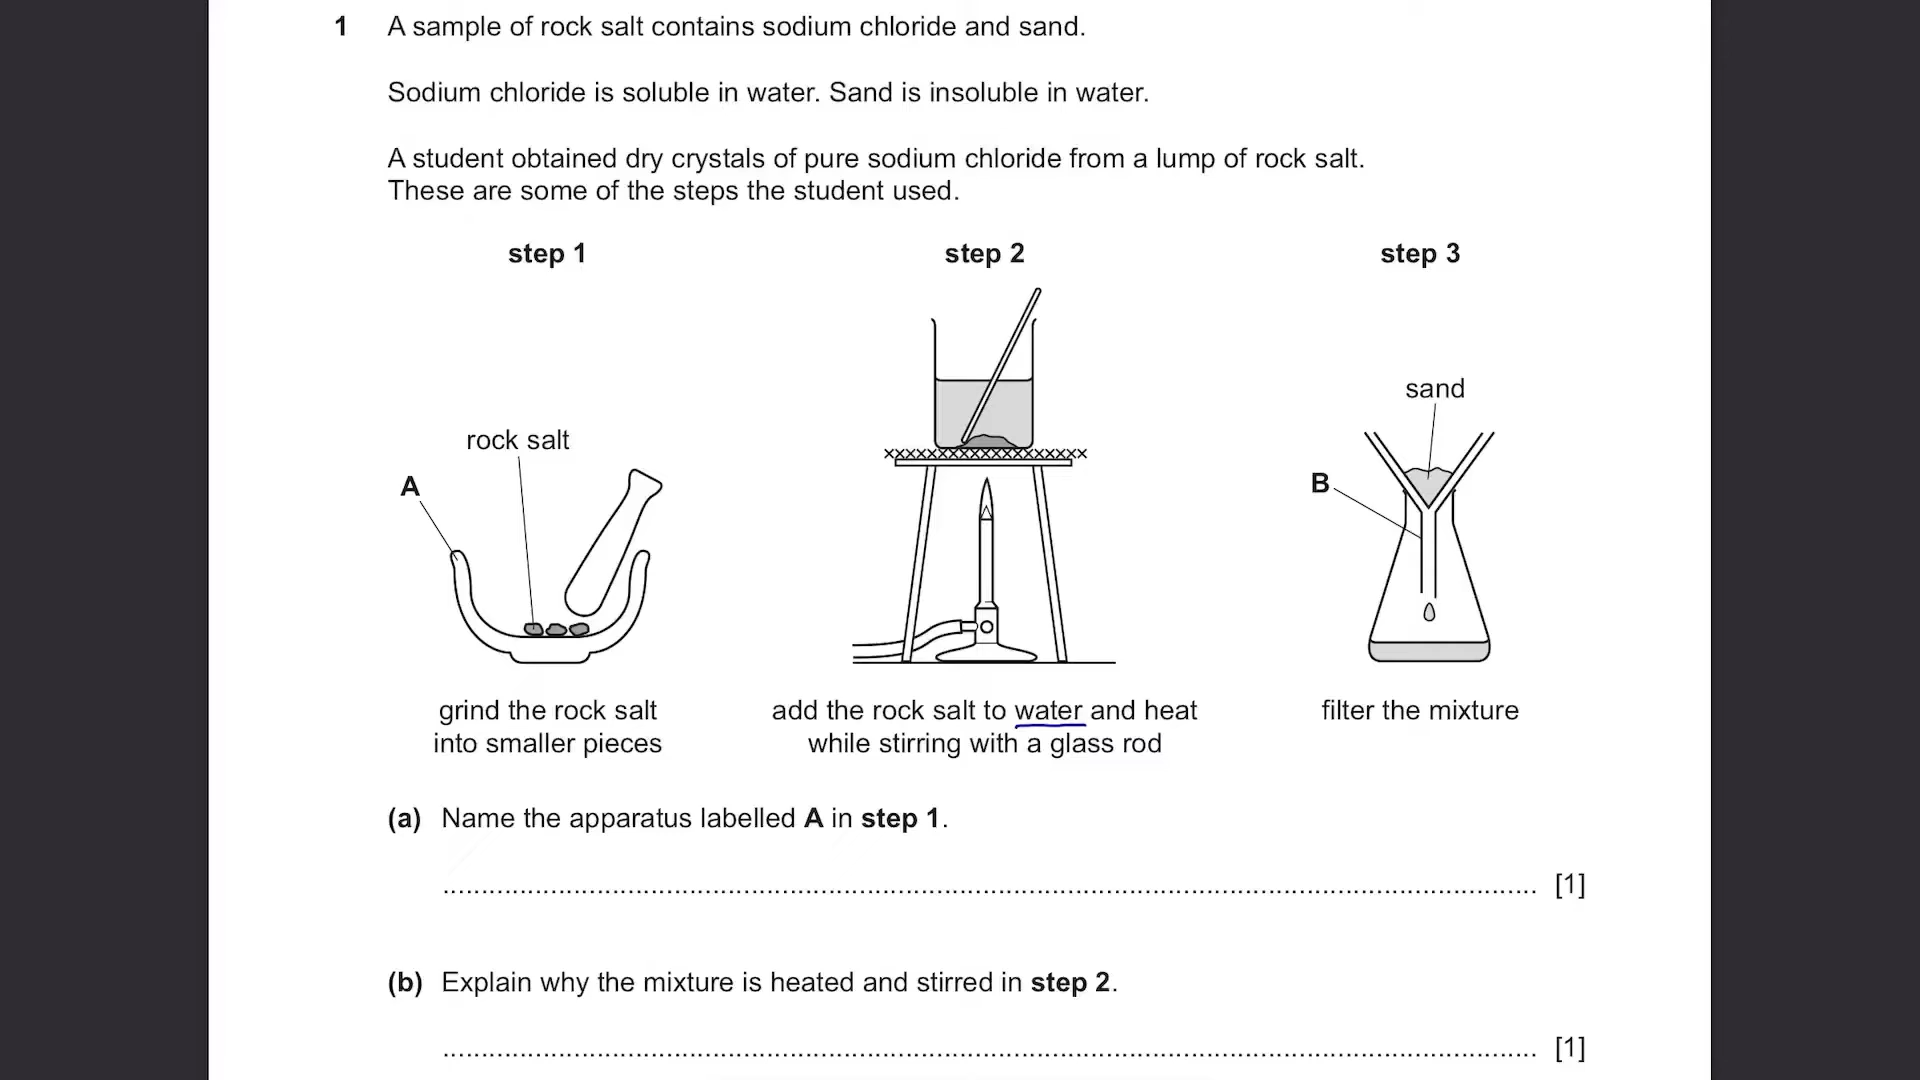 1 A sample of rock salt contains sodium chloride and sand.
Sodium chloride is soluble in water. Sand is insoluble in water.
A student obtained dry crystals of pure sodium chloride from a lump of rock salt.
These are some of the steps the student used.
step 1 step 2 step 3
sand
rock salt
A
B
grind the rock salt
into smaller pieces
add the rock salt to water and heat
while stirring with a glass rod
filter the mixture
(a) Name the apparatus labelled A in step 1.
[1]
(b) Explain why the mixture is heated and stirred in step 2.
[1]